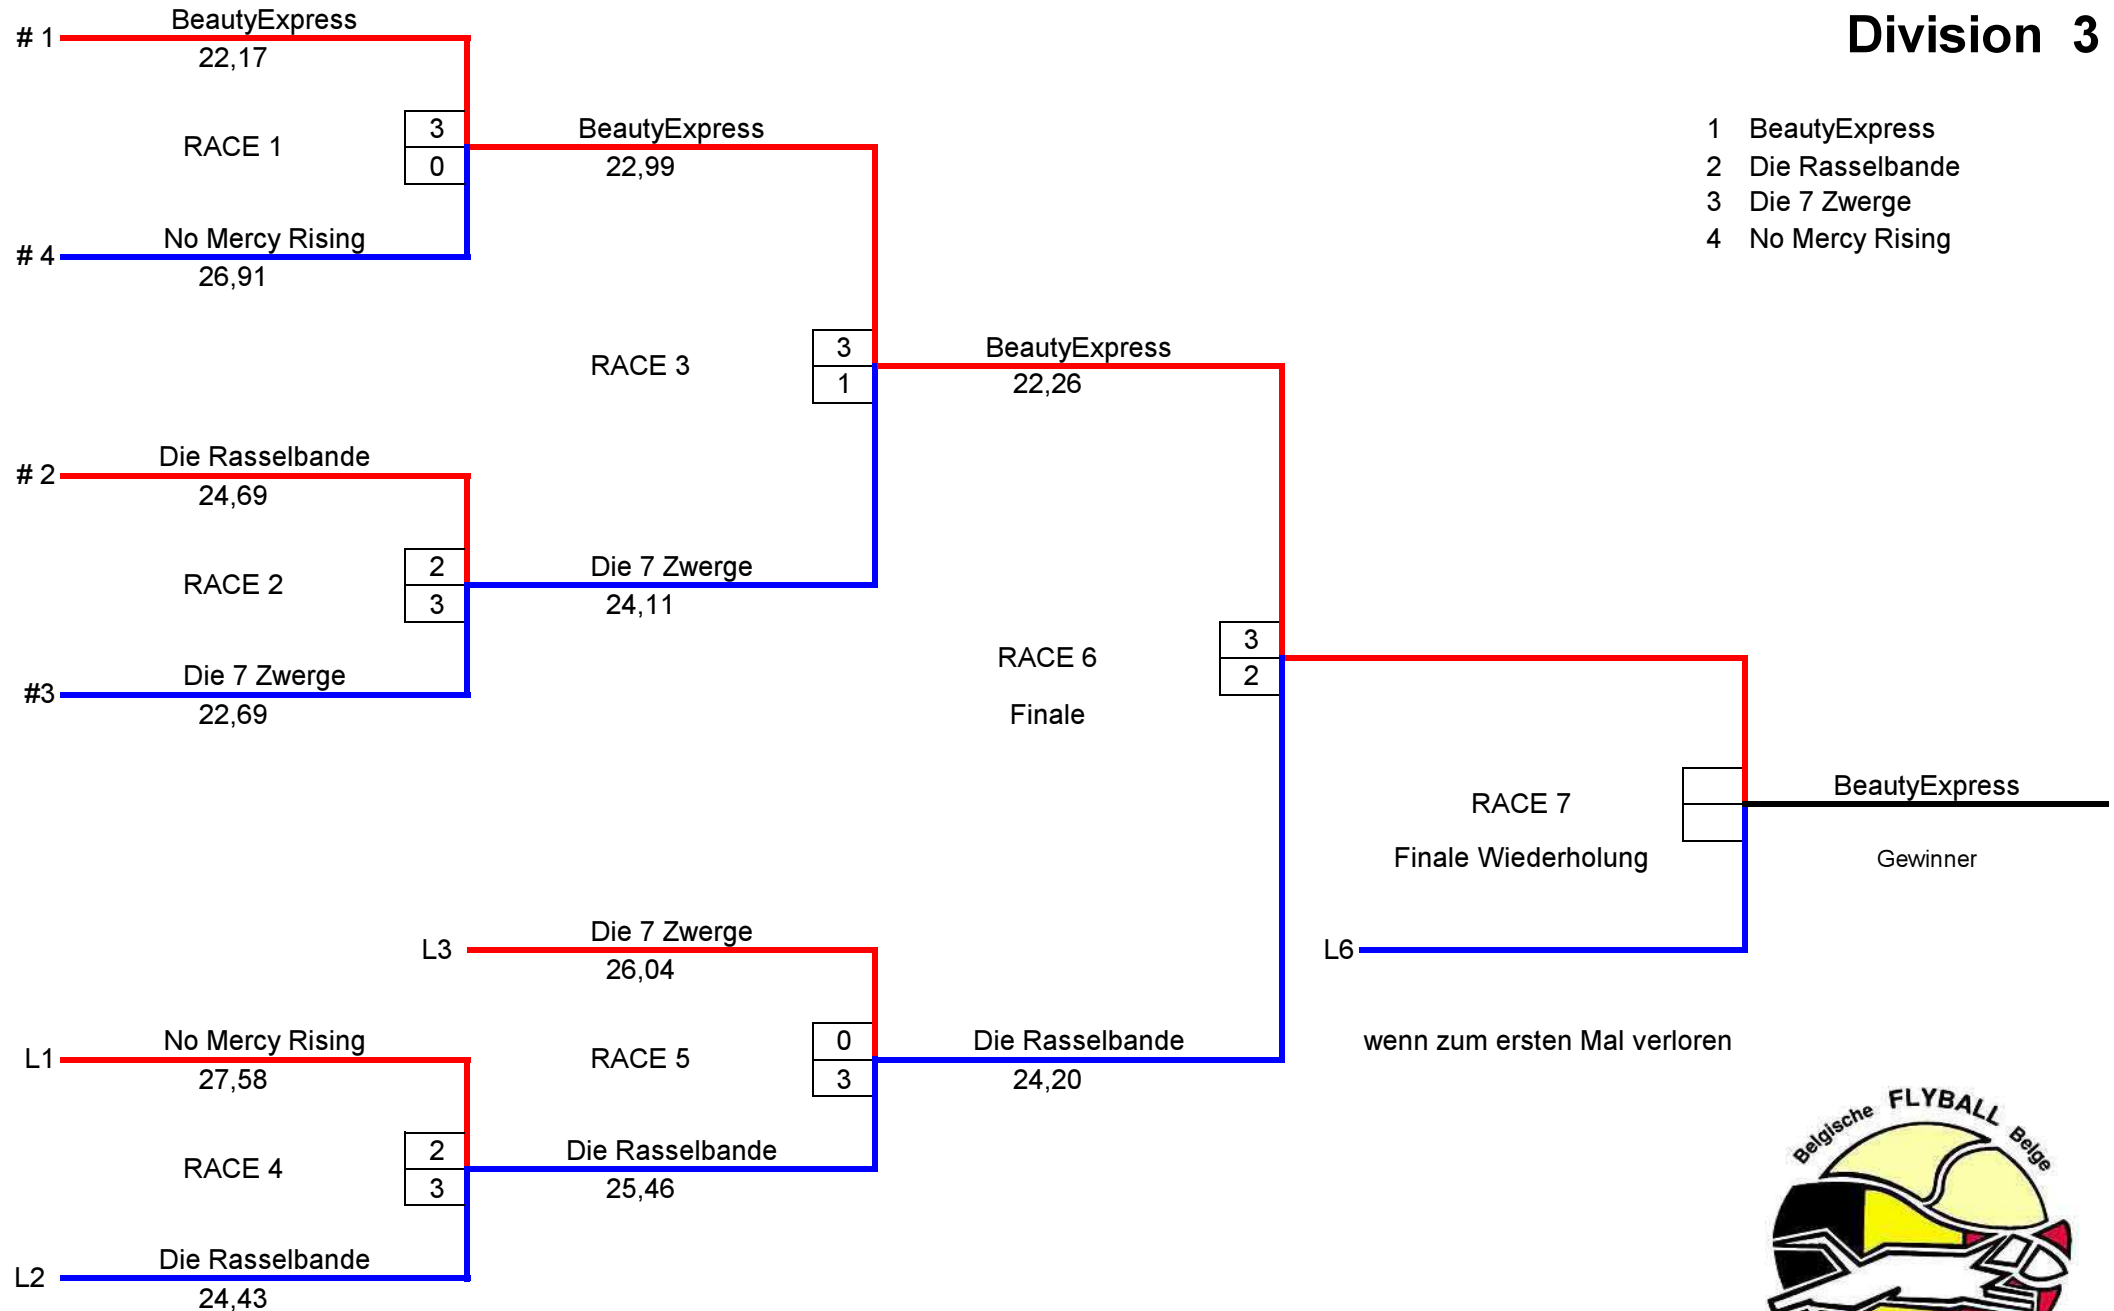 Division 3
1 BeautyExpress
2 Die Rasselbande
3 Die 7 Zwerge
4 No Mercy Rising
# 1
BeautyExpress
22,17
RACE 1
3
0
# 4
No Mercy Rising
26,91
BeautyExpress
22,99
RACE 3
3
1
# 2
Die Rasselbande
24,69
RACE 2
2
3
#3
Die 7 Zwerge
22,69
Die 7 Zwerge
24,11
BeautyExpress
22,26
RACE 6
Finale
3
2
RACE 7
Finale Wiederholung
BeautyExpress
Gewinner
L6
wenn zum ersten Mal verloren
L3
Die 7 Zwerge
26,04
RACE 5
0
3
Die Rasselbande
24,20
L1
No Mercy Rising
27,58
RACE 4
2
3
Die Rasselbande
25,46
L2
Die Rasselbande
24,43
Belgische FLYBALL Belge